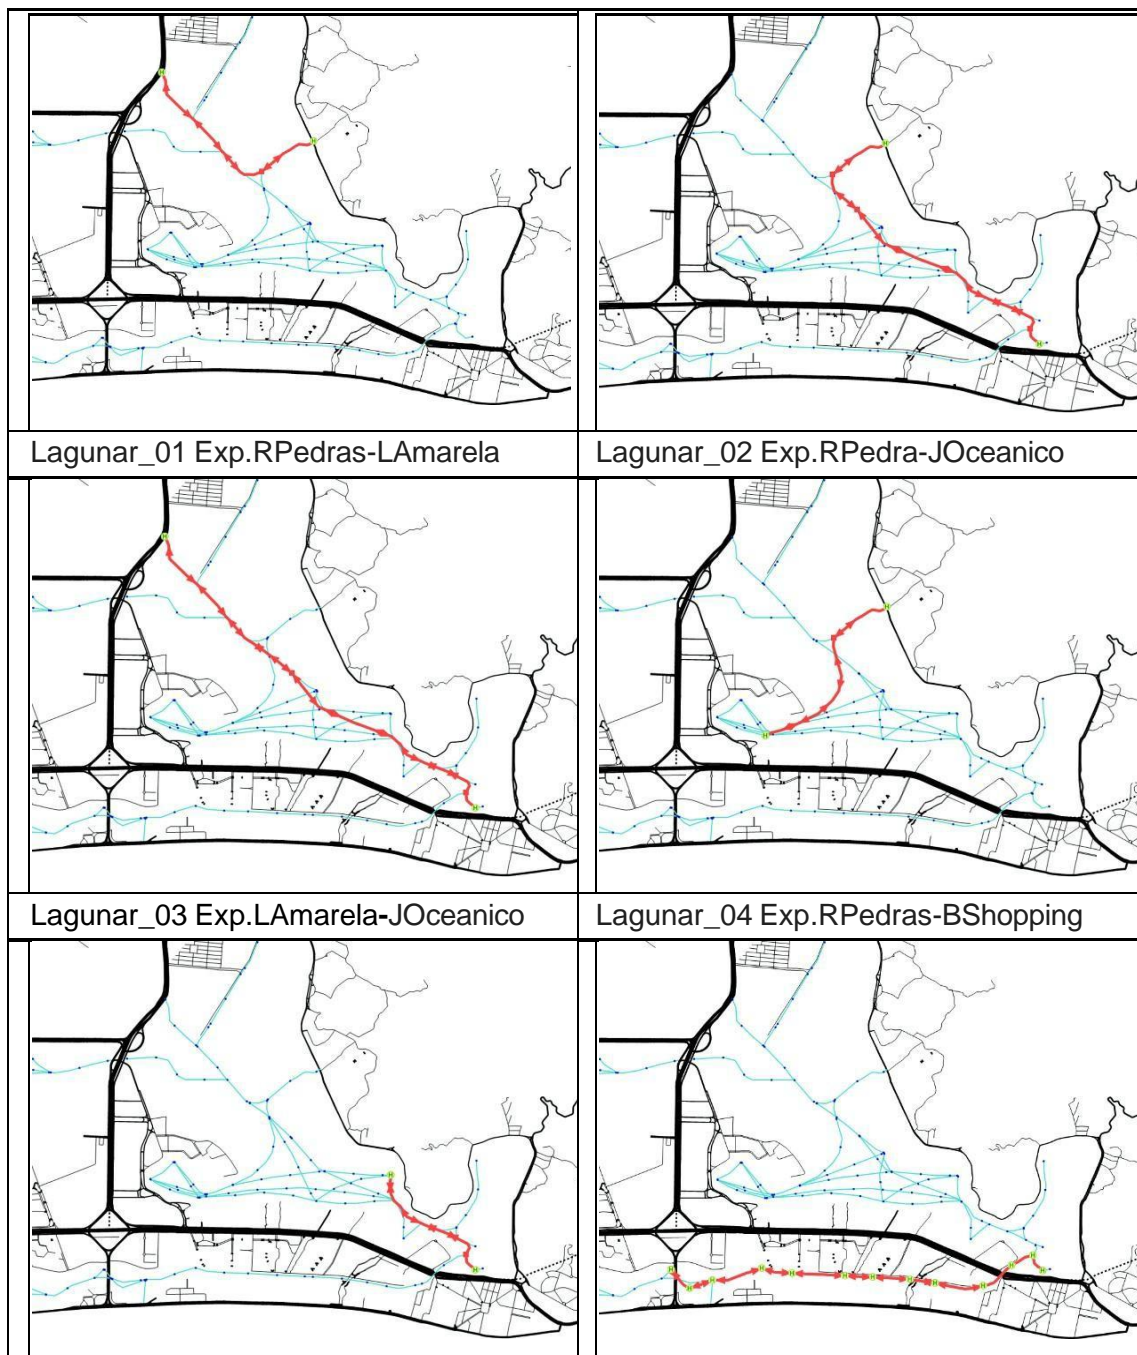 Lagunar_01 Exp.RPedras-LAmarela
Lagunar_02 Exp.RPedra-JOceanico
Lagunar_03 Exp.LAmarela-JOceanico
Lagunar_04 Exp.RPedras-BShopping